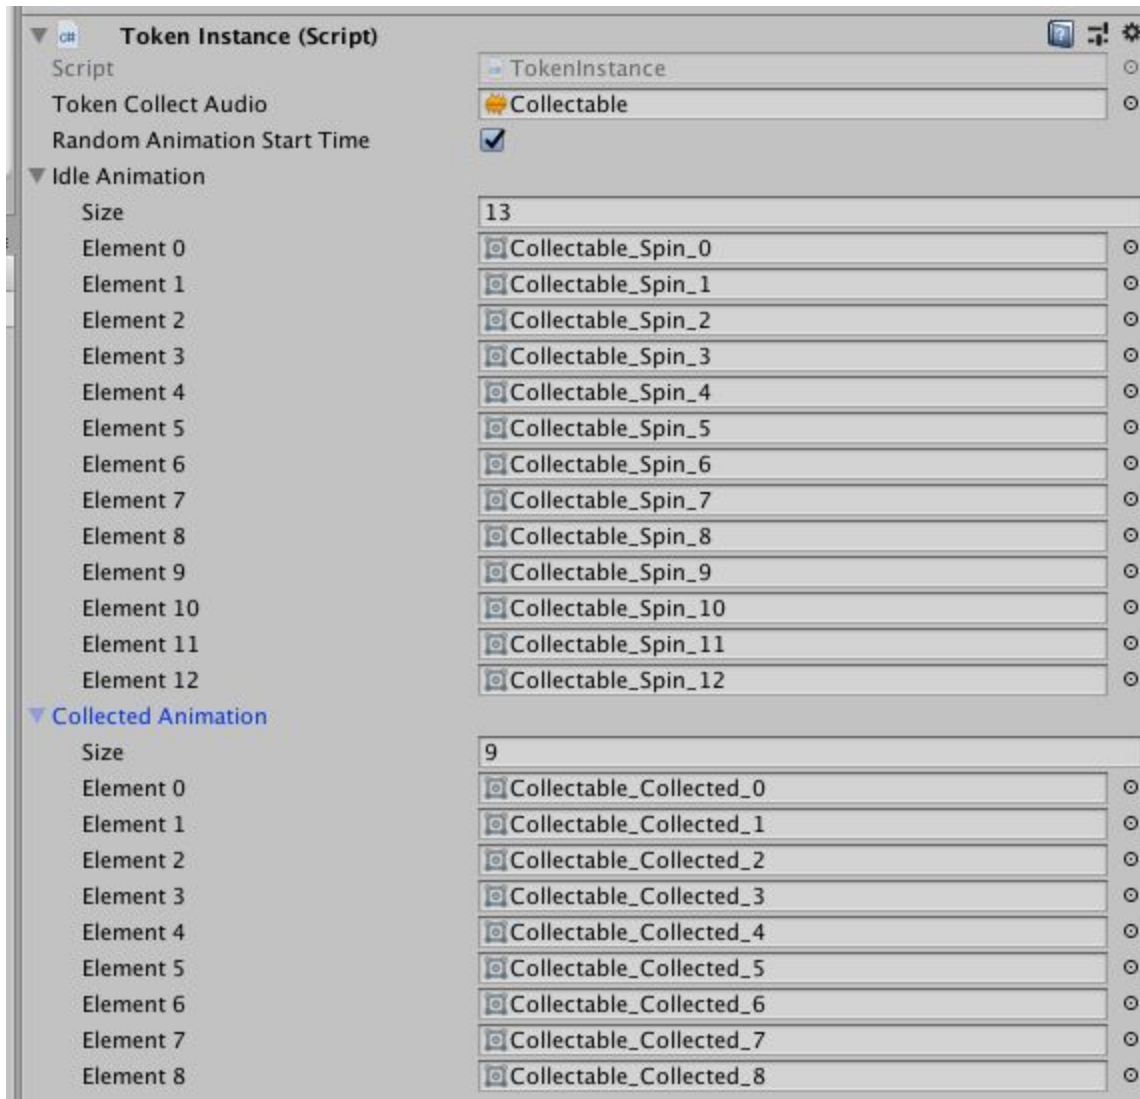 Token Instance (Script)
Script TokenInstance
Token Collect Audio Collectable
Random Animation Start Time
Idle Animation
Size 13
Element 0 Collectable_Spin_0
Element 1 Collectable_Spin_1
Element 2 Collectable_Spin_2
Element 3 Collectable_Spin_3
Element 4 Collectable_Spin_4
Element 5 Collectable_Spin_5
Element 6 Collectable_Spin_6
Element 7 Collectable_Spin_7
Element 8 Collectable_Spin_8
Element 9 Collectable_Spin_9
Element 10 Collectable_Spin_10
Element 11 Collectable_Spin_11
Element 12 Collectable_Spin_12
Collected Animation
Size 9
Element 0 Collectable_Collected_0
Element 1 Collectable_Collected_1
Element 2 Collectable_Collected_2
Element 3 Collectable_Collected_3
Element 4 Collectable_Collected_4
Element 5 Collectable_Collected_5
Element 6 Collectable_Collected_6
Element 7 Collectable_Collected_7
Element 8 Collectable_Collected_8